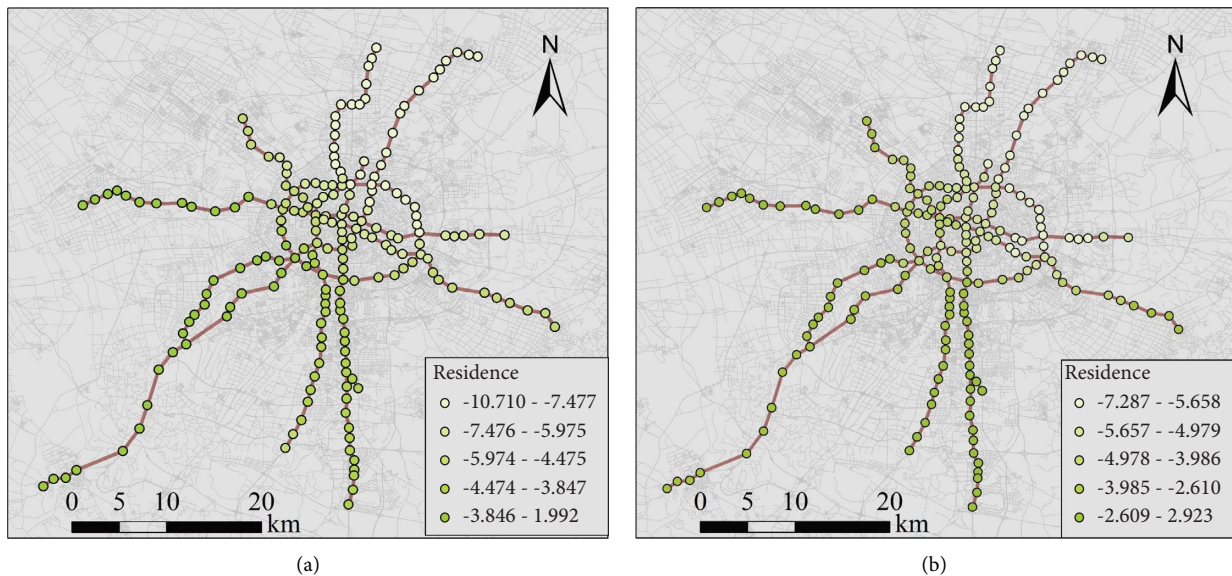 N
Residence
-10.710 - -7.477
-7.476 - -5.975
-5.974 - -4.475
-4.474 - -3.847
-3.846 - 1.992
0 5 10 20
km
(a)
N
Residence
-7.287 - -5.658
-5.657 - -4.979
-4.978 - -3.986
-3.985 - -2.610
-2.609 - 2.923
0 5 10 20
km
(b)